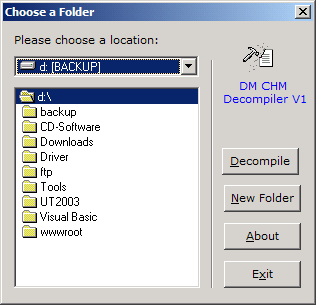 Choose a Folder
Please choose a location:
d: [BACKUP]
d:\
backup
CD-Software
Downloads
Driver
ftp
Tools
UT2003
Visual Basic
wwwroot
DM CHM
Decompiler V1
Decompile
New Folder
About
Exit